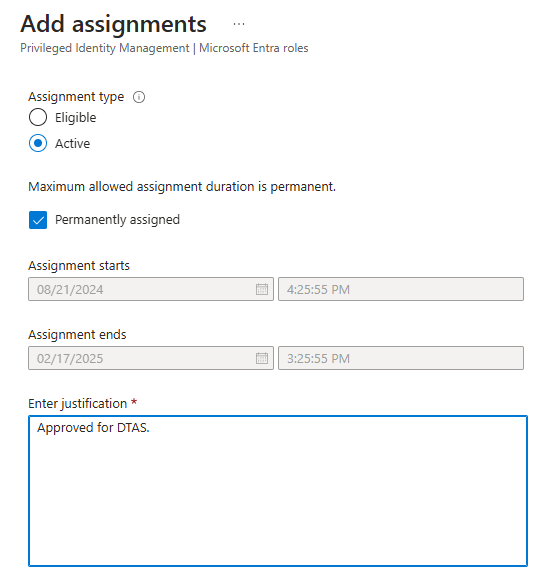 Add assignments ...
Privileged Identity Management | Microsoft Entra roles
Assignment type
Eligible
Active
Maximum allowed assignment duration is permanent.
Permanently assigned
Assignment starts
08/21/2024 4:25:55 PM
Assignment ends
02/17/2025 3:25:55 PM
Enter justification *
Approved for DTAS.